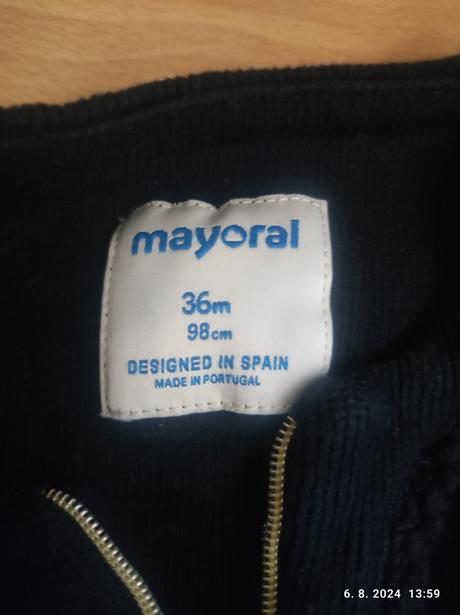 mayoral
36m
98cm
DESIGNED IN SPAIN
MADE IN PORTUGAL
6. 8. 2024 13:59